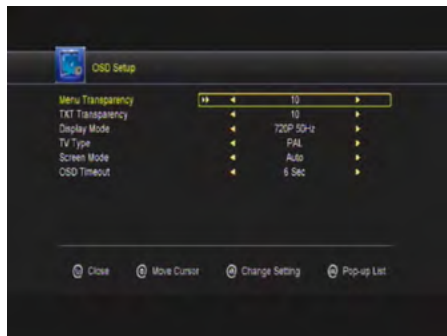 OSD Setup
Menu Transparency 10
TXT Transparency 10
Display Mode 720P 50Hz
TV Type PAL
Screen Mode Auto
OSD Timeout 6 Sec
Close Move Cursor Change Setting Pop-up List